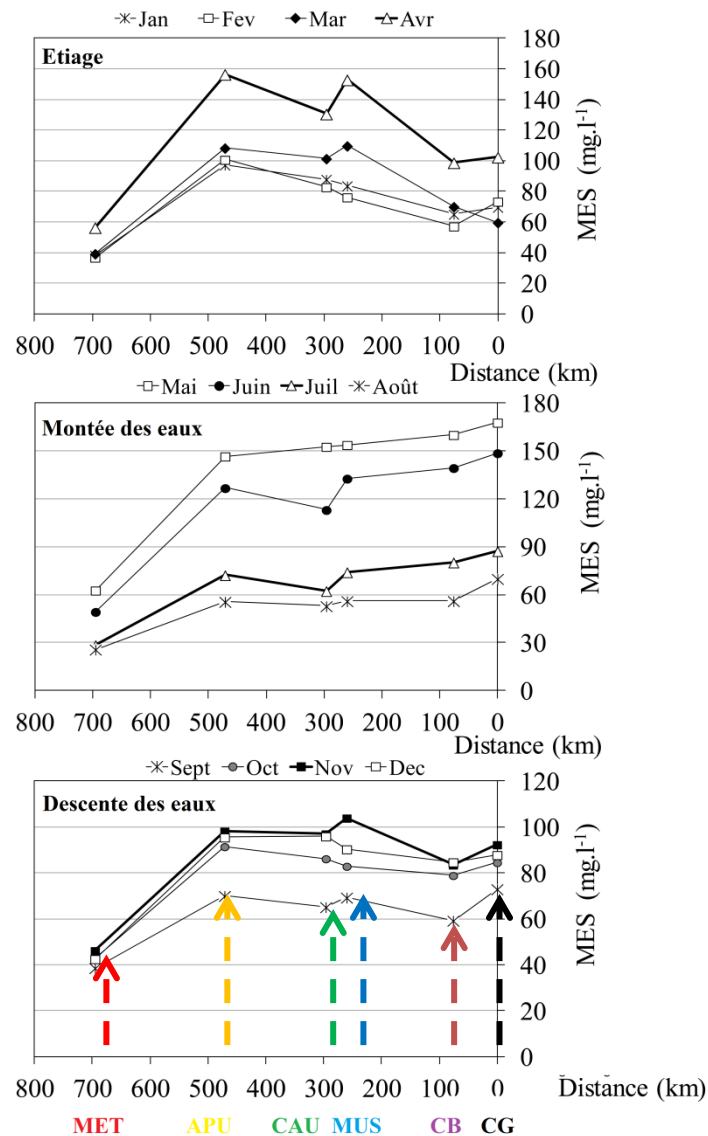 Jan Fev Mar Avr
Etiage
180
160
140
120
100
80
60
40
20
0
MES (mg.l⁻¹)
800 700 600 500 400 300 200 100 0
Distance (km)
Mai Juin Juil Août
Montée des eaux
180
150
120
90
60
30
0
MES (mg.l⁻¹)
800 700 600 500 400 300 200 100 0
Distance (km)
Sept Oct Nov Dec
Descente des eaux
120
100
80
60
40
20
0
MES (mg.l⁻¹)
800 700 600 500 400 300 200 100 0
Distance (km)
MET APU CAU MUS CB CG